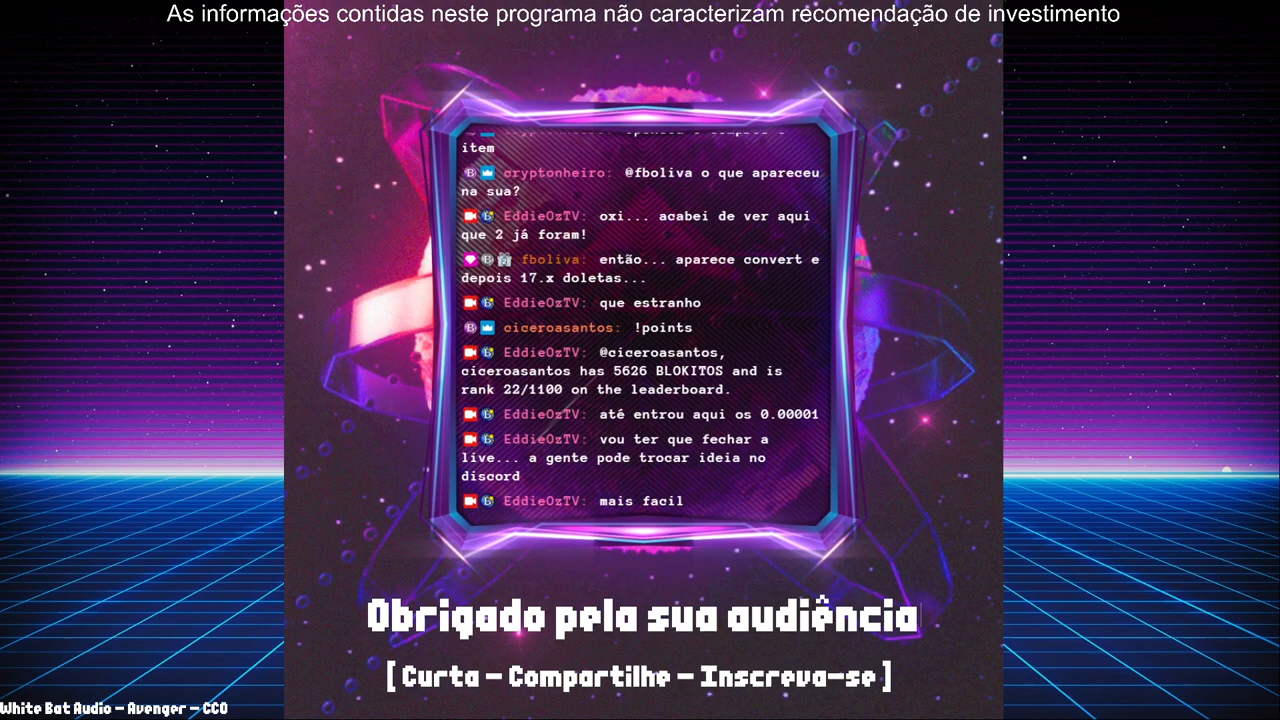 As informações contidas neste programa não caracterizam recomendação de investimento
item
cryptonheiro: @fboliva o que apareceu
na sua?
EddieOzTV: oxi... acabei de ver aqui
que 2 já foram!
fboliva: então... aparece convert e
depois 17.x doletas...
EddieOzTV: que estranho
ciceroasantos: !points
EddieOzTV: @ciceroasantos,
ciceroasantos has 5626 BLOKITOS and is
rank 22/1100 on the leaderboard.
EddieOzTV: até entrou aqui os 0.00001
EddieOzTV: vou ter que fechar a
live... a gente pode trocar ideia no
discord
EddieOzTV: mais facil
Obrigado pela sua audiência
[ Curta - Compartilhe - Inscreva-se ]
White Bat Audio - Avenger - CC0